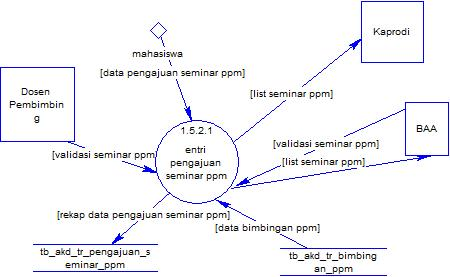 mahasiswa
[data pengajuan seminar ppm]
Kaprodi
[list seminar ppm]
Dosen
Pembimbin
g
1.5.2.1
entri
pengajuan
seminar ppm
[validasi seminar ppm
[validasi seminar ppm]
[list seminar ppm]
BAA
[rekap data pengajuan seminar ppm]
[data bimbingan ppm]
tb_akd_tr_pengajuan_s
eminar_ppm
tb_akd_tr_bimbing
an_ppm